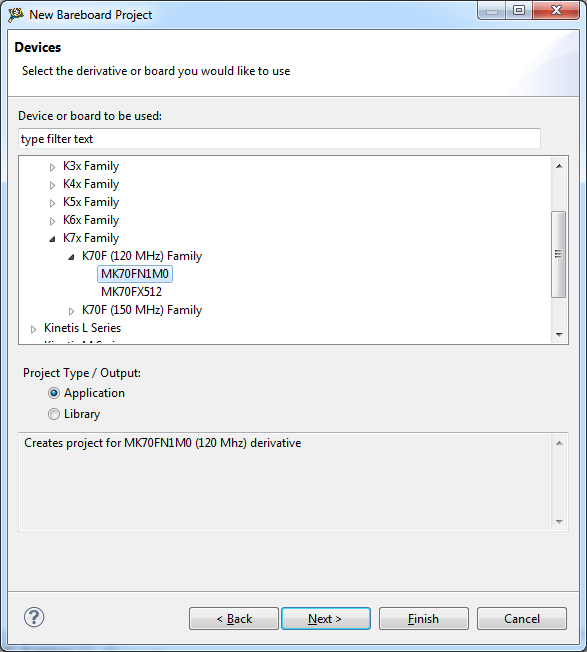 New Bareboard Project
Devices
Select the derivative or board you would like to use
Device or board to be used:
type filter text
K3x Family
K4x Family
K5x Family
K6x Family
K7x Family
K70F (120 MHz) Family
MK70FN1M0
MK70FX512
K70F (150 MHz) Family
Kinetis L Series
Project Type / Output:
Application
Library
Creates project for MK70FN1M0 (120 Mhz) derivative
< Back
Next >
Finish
Cancel